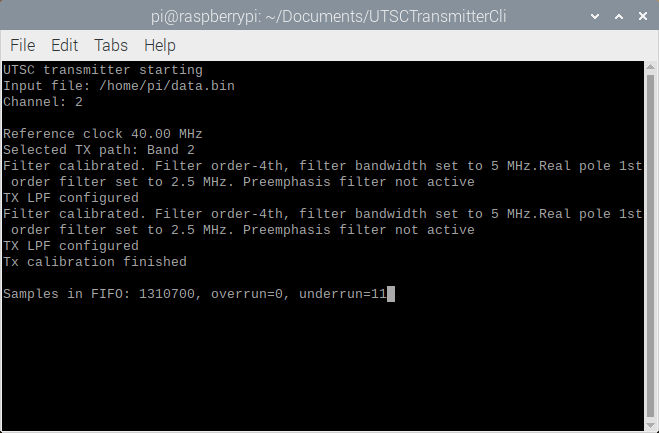 pi@raspberrypi: ~/Documents/UTSCTransmitterCli
File Edit Tabs Help
UTSC transmitter starting
Input file: /home/pi/data.bin
Channel: 2
Reference clock 40.00 MHz
Selected TX path: Band 2
Filter calibrated. Filter order-4th, filter bandwidth set to 5 MHz.Real pole 1st
order filter set to 2.5 MHz. Preemphasis filter not active
TX LPF configured
Filter calibrated. Filter order-4th, filter bandwidth set to 5 MHz.Real pole 1st
order filter set to 2.5 MHz. Preemphasis filter not active
TX LPF configured
Tx calibration finished
Samples in FIFO: 1310700, overrun=0, underrun=11